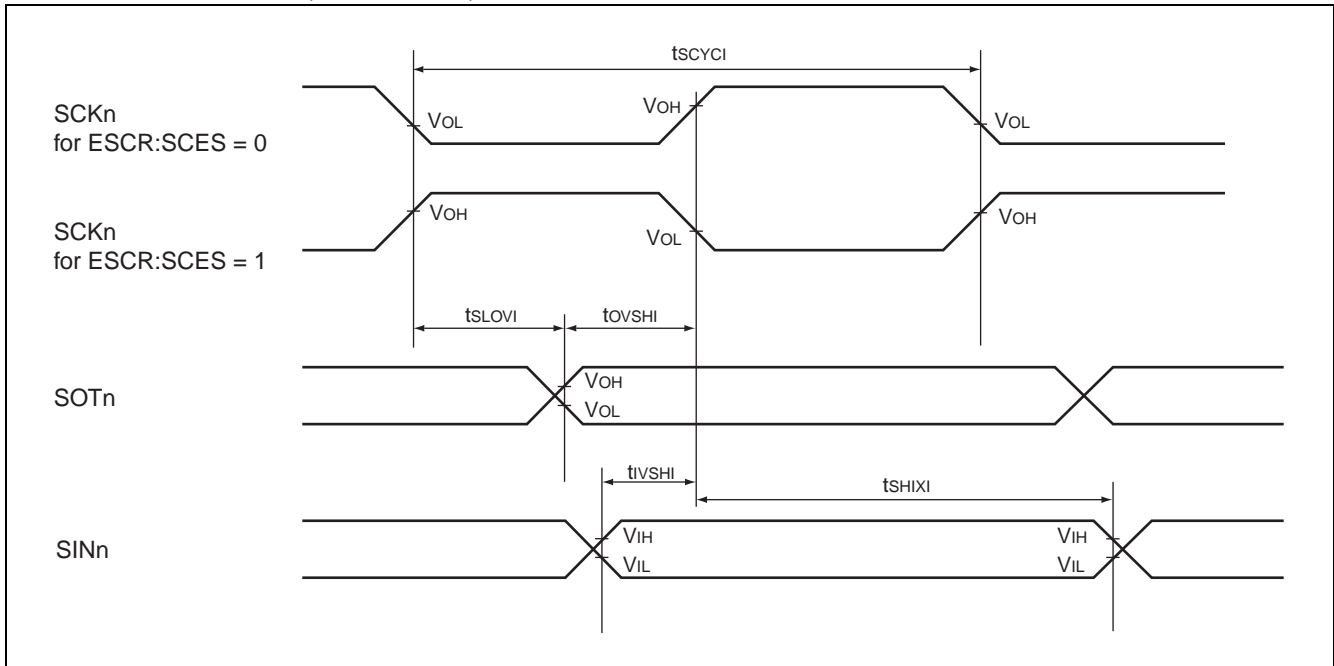 tSCYCI
SCKn
for ESCR:SCES = 0
VOL
VOH
VOL
SCKn
for ESCR:SCES = 1
VOH
VOL
VOH
tSLOVI
tOVSHI
SOTn
VOH
VOL
tIVSHI
tSHIXI
SINn
VIH
VIL
VIH
VIL